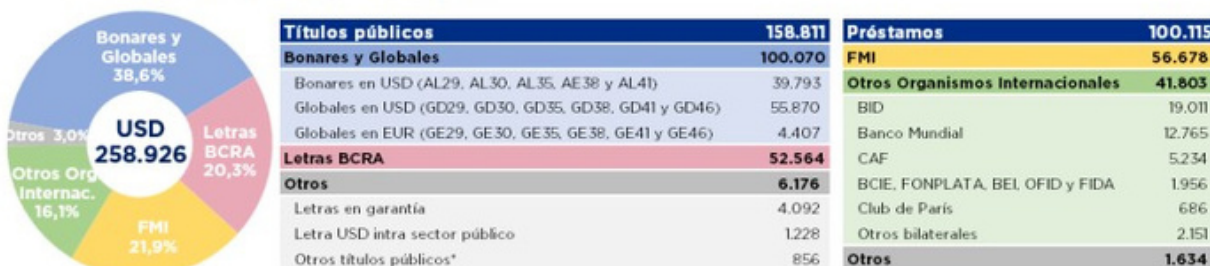 Bonares y
Globales
38,6%
Otros 3,0%
USD
258.926
Letras
BCRA
20,3%
Otros Org
Internac.
16,1%
FMI
21,9%
Títulos públicos 158.811
Bonares y Globales 100.070
Bonares en USD (AL29, AL30, AL35, AE38 y AL41) 39.793
Globales en USD (GD29, GD30, GD35, GD38, GD41 y GD46) 55.870
Globales en EUR (GE29, GE30, GE35, GE38, GE41 y GE46) 4.407
Letras BCRA 52.564
Otros 6.176
Letras en garantía 4.092
Letra USD intra sector público 1.228
Otros títulos públicos* 856
Préstamos 100.115
FMI 56.678
Otros Organismos Internacionales 41.803
BID 19.011
Banco Mundial 12.765
CAF 5.234
BCIE, FONPLATA, BEI, OFID y FIDA 1.956
Club de París 686
Otros bilaterales 2.151
Otros 1.634